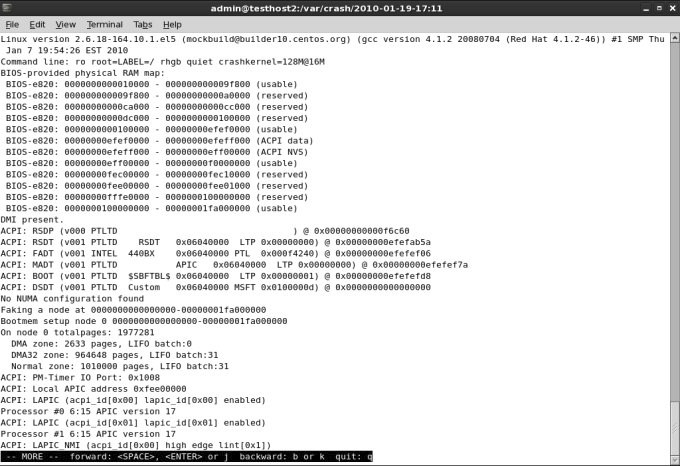 admin@testhost2:/var/crash/2010-01-19-17:11
File Edit View Terminal Tabs Help
Linux version 2.6.18-164.10.1.el5 (mockbuild@builder10.centos.org) (gcc version 4.1.2 20080704 (Red Hat 4.1.2-46)) #1 SMP Thu
Jan 7 19:54:26 EST 2010
Command line: ro root=LABEL=/ rhgb quiet crashkernel=128M@16M
BIOS-provided physical RAM map:
BIOS-e820: 0000000000010000 - 000000000009f800 (usable)
BIOS-e820: 000000000009f800 - 00000000000a0000 (reserved)
BIOS-e820: 00000000000ca000 - 00000000000cc000 (reserved)
BIOS-e820: 00000000000dc000 - 0000000000100000 (reserved)
BIOS-e820: 0000000000100000 - 00000000efef0000 (usable)
BIOS-e820: 00000000efef0000 - 00000000efeff000 (ACPI data)
BIOS-e820: 00000000efeff000 - 00000000eff00000 (ACPI NVS)
BIOS-e820: 00000000eff00000 - 00000000f0000000 (usable)
BIOS-e820: 00000000fec00000 - 00000000fec10000 (reserved)
BIOS-e820: 00000000fee00000 - 00000000fee01000 (reserved)
BIOS-e820: 00000000fffe0000 - 0000000100000000 (reserved)
BIOS-e820: 0000000100000000 - 00000001fa000000 (usable)
DMI present.
ACPI: RSDP (v000 PTLTD ) @ 0x00000000000f6c60
ACPI: RSDT (v001 PTLTD RSDT 0x06040000 LTP 0x00000000) @ 0x00000000efefab5a
ACPI: FADT (v001 INTEL 440BX 0x06040000 PTL 0x000f4240) @ 0x00000000efefef06
ACPI: MADT (v001 PTLTD APIC 0x06040000 LTP 0x00000000) @ 0x00000000efefef7a
ACPI: BOOT (v001 PTLTD $SBFTBL$ 0x06040000 LTP 0x00000001) @ 0x00000000efefefd8
ACPI: DSDT (v001 PTLTD Custom 0x06040000 MSFT 0x0100000d) @ 0x0000000000000000
No NUMA configuration found
Faking a node at 0000000000000000-00000001fa000000
Bootmem setup node 0 0000000000000000-00000001fa000000
On node 0 totalpages: 1977281
DMA zone: 2633 pages, LIFO batch:0
DMA32 zone: 964648 pages, LIFO batch:31
Normal zone: 1010000 pages, LIFO batch:31
ACPI: PM-Timer IO Port: 0x1008
ACPI: Local APIC address 0xfee00000
ACPI: LAPIC (acpi_id[0x00] lapic_id[0x00] enabled)
Processor #0 6:15 APIC version 17
ACPI: LAPIC (acpi_id[0x01] lapic_id[0x01] enabled)
Processor #1 6:15 APIC version 17
ACPI: LAPIC_NMI (acpi_id[0x00] high edge lint[0x1])
-- MORE -- forward: <SPACE>, <ENTER> or j backward: b or k quit: q